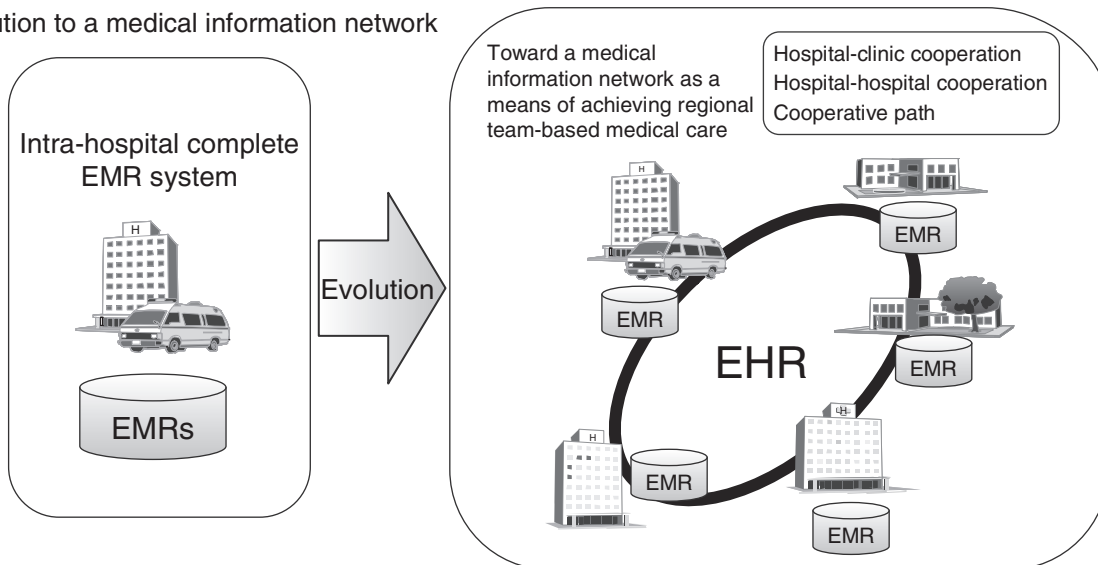 ution to a medical information network
Intra-hospital complete
EMR system
H
EMRs
Evolution
Toward a medical
information network as a
means of achieving regional
team-based medical care
Hospital-clinic cooperation
Hospital-hospital cooperation
Cooperative path
H
EMR
EMR
EMR
EHR
H
EMR
H
EMR